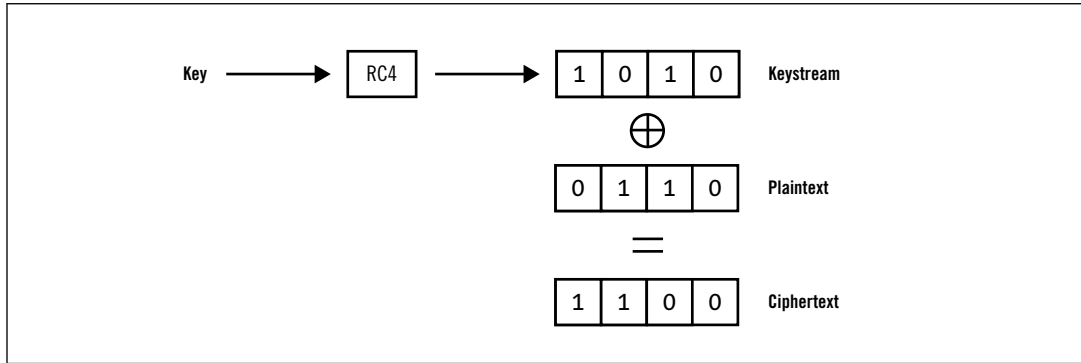 Key RC4 1 0 1 0 Keystream
0 1 1 0 Plaintext
1 1 0 0 Ciphertext